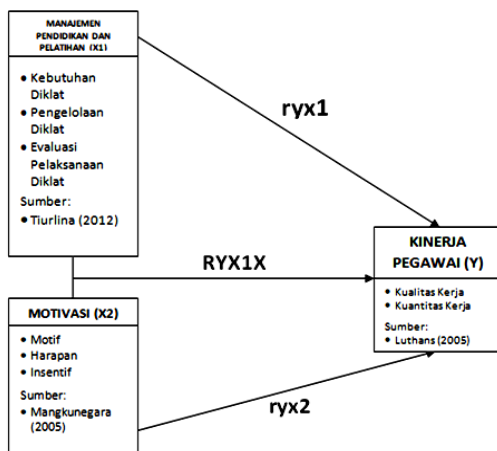 MANAJEMEN
PENDIDIKAN DAN
PELATIHAN (X1)
• Kebutuhan
Diklat
• Pengelolaan
Diklat
• Evaluasi
Pelaksanaan
Diklat
Sumber:
• Tiurlina (2012)
ryx1
RYX1X
KINERJA
PEGAWAI (Y)
• Kualitas Kerja
• Kuantitas Kerja
Sumber:
• Luthans (2005)
MOTIVASI (X2)
• Motif
• Harapan
• Insentif
Sumber:
• Mangkunegara
(2005)
ryx2